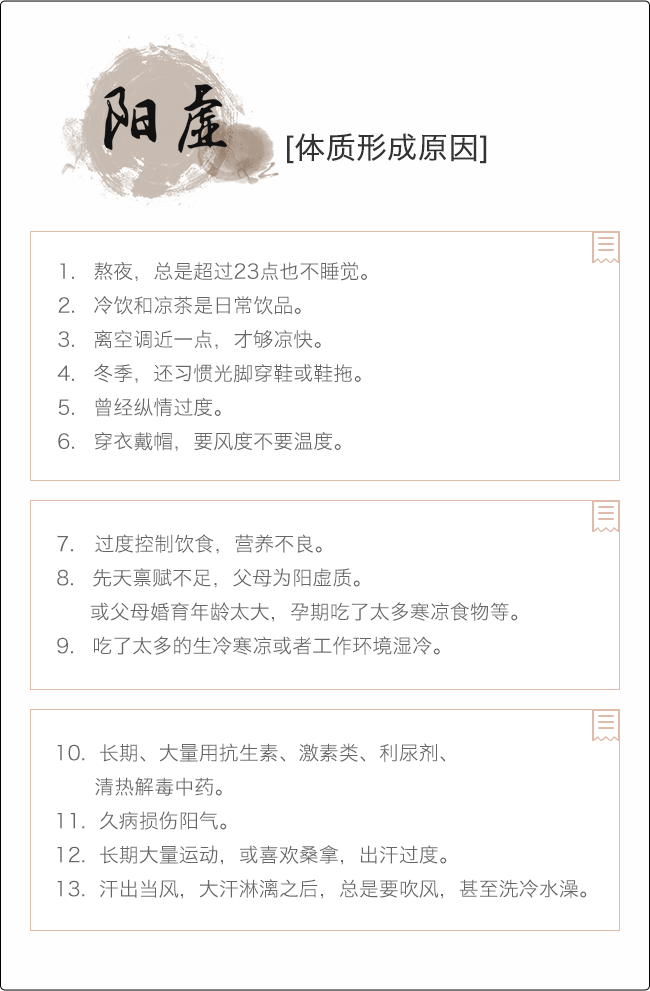 阳虚
[体质形成原因]
1. 熬夜，总是超过23点也不睡觉。
2. 冷饮和凉茶是日常饮品。
3. 离空调近一点，才够凉快。
4. 冬季，还习惯光脚穿鞋或鞋拖。
5. 曾经纵情过度。
6. 穿衣戴帽，要风度不要温度。
7. 过度控制饮食，营养不良。
8. 先天禀赋不足，父母为阳虚质。
或父母婚育年龄太大，孕期吃了太多寒凉食物等。
9. 吃了太多的生冷寒凉或者工作环境湿冷。
10. 长期、大量用抗生素、激素类、利尿剂、
清热解毒中药。
11. 久病损伤阳气。
12. 长期大量运动，或喜欢桑拿，出汗过度。
13. 汗出当风，大汗淋漓之后，总是要吹风，甚至洗冷水澡。